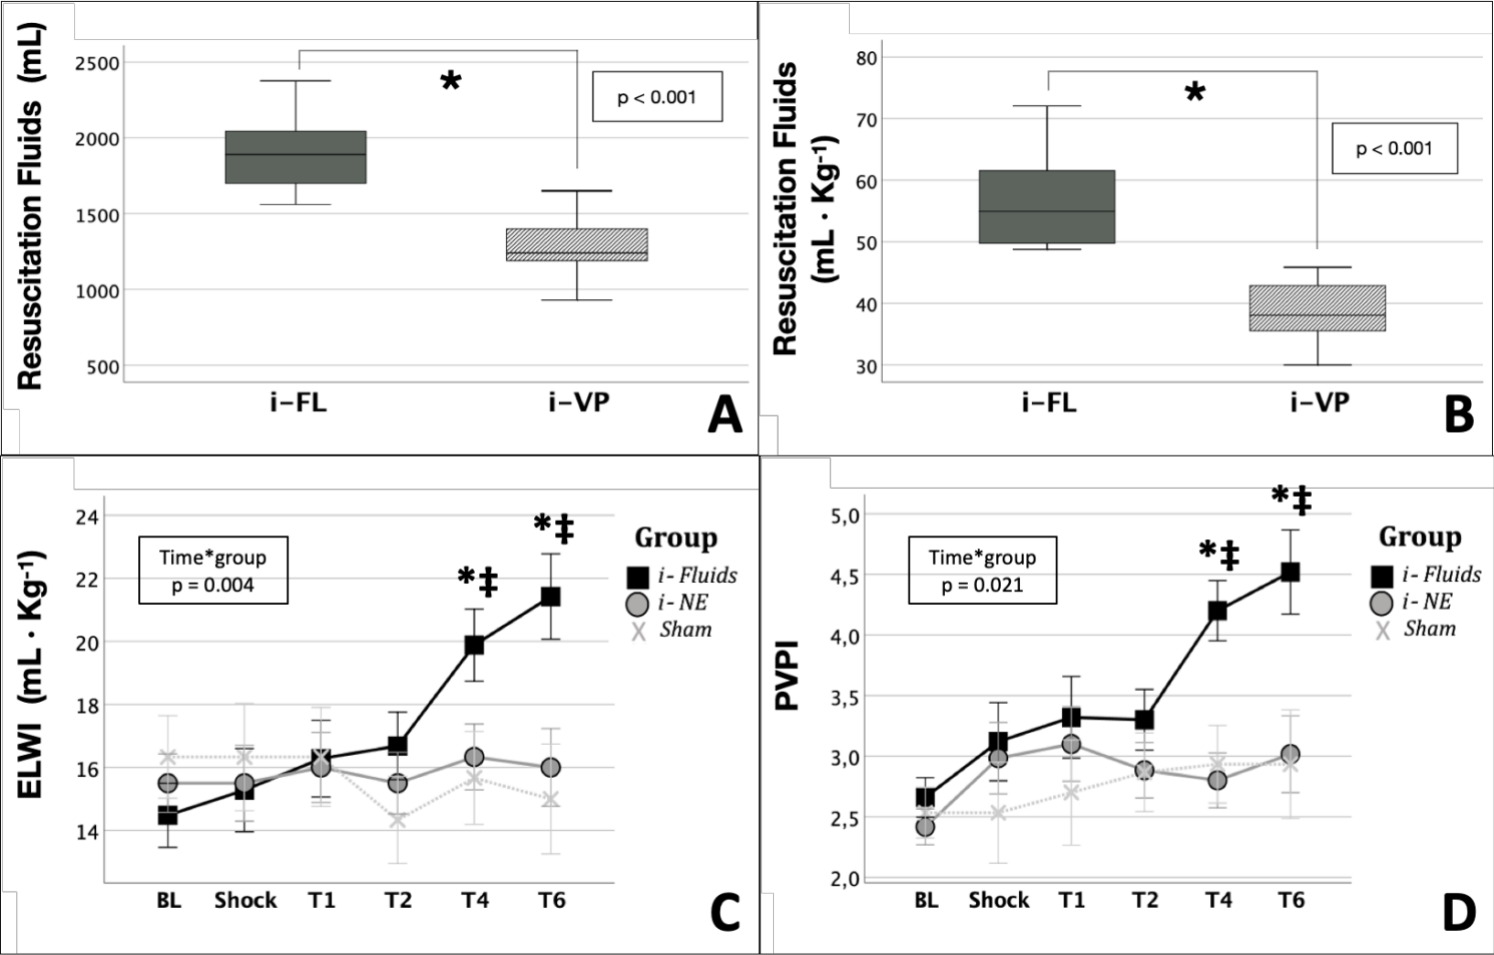 Resuscitation Fluids (mL)
2500
2000
1500
1000
500
*
p < 0.001
i-FL
i-VP
A
Resuscitation Fluids
(mL · Kg⁻¹)
80
70
60
50
40
30
*
p < 0.001
i-FL
i-VP
B
ELWI (mL · Kg⁻¹)
24
22
20
18
16
14
Time*group
p = 0.004
*‡
*‡
Group
i- Fluids
i- NE
Sham
BL
Shock
T1
T2
T4
T6
C
PVPI
5,0
4,5
4,0
3,5
3,0
2,5
2,0
Time*group
p = 0.021
*‡
*‡
Group
i- Fluids
i- NE
Sham
BL
Shock
T1
T2
T4
T6
D